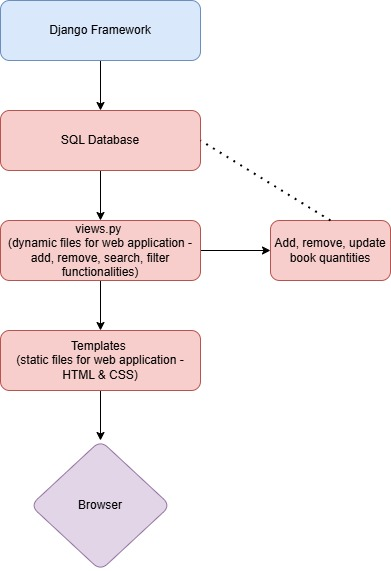 Django Framework
SQL Database
views.py
(dynamic files for web application -
add, remove, search, filter
functionalities)
Add, remove, update
book quantities
Templates
(static files for web application -
HTML & CSS)
Browser